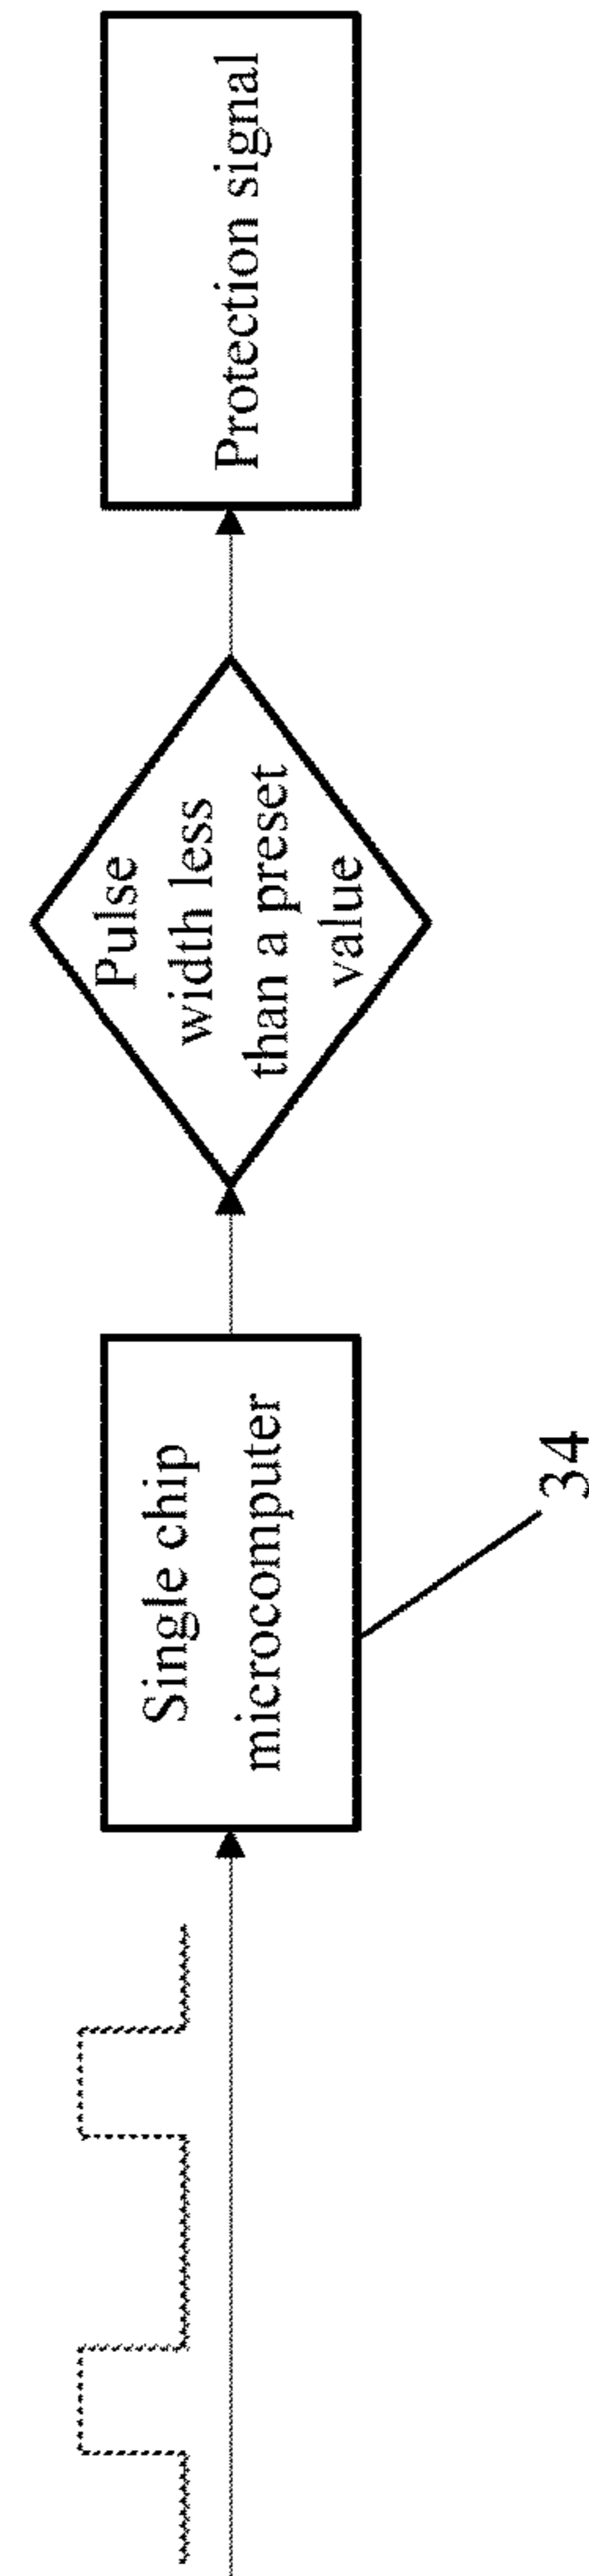 Single chip
microcomputer
34
Pulse
width less
than a preset
value
Protection signal